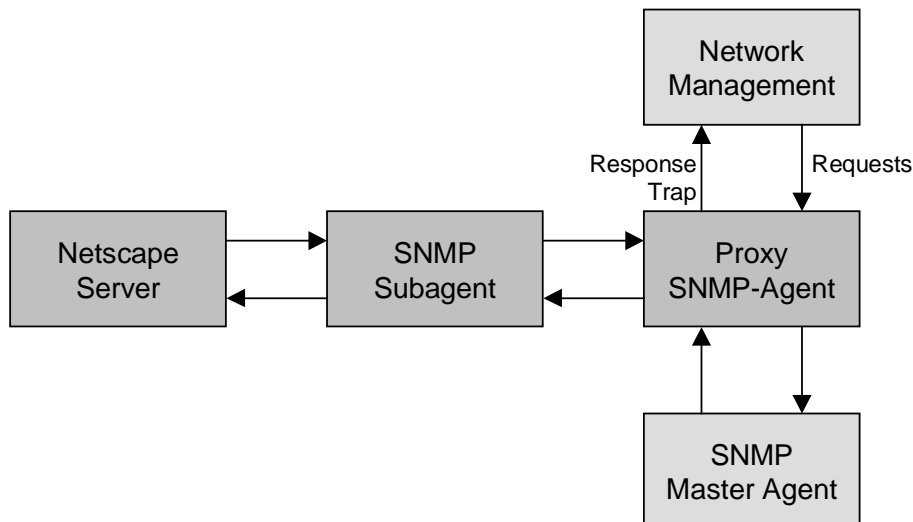 Network
Management
Response
Trap
Requests
Netscape
Server
SNMP
Subagent
Proxy
SNMP-Agent
SNMP
Master Agent